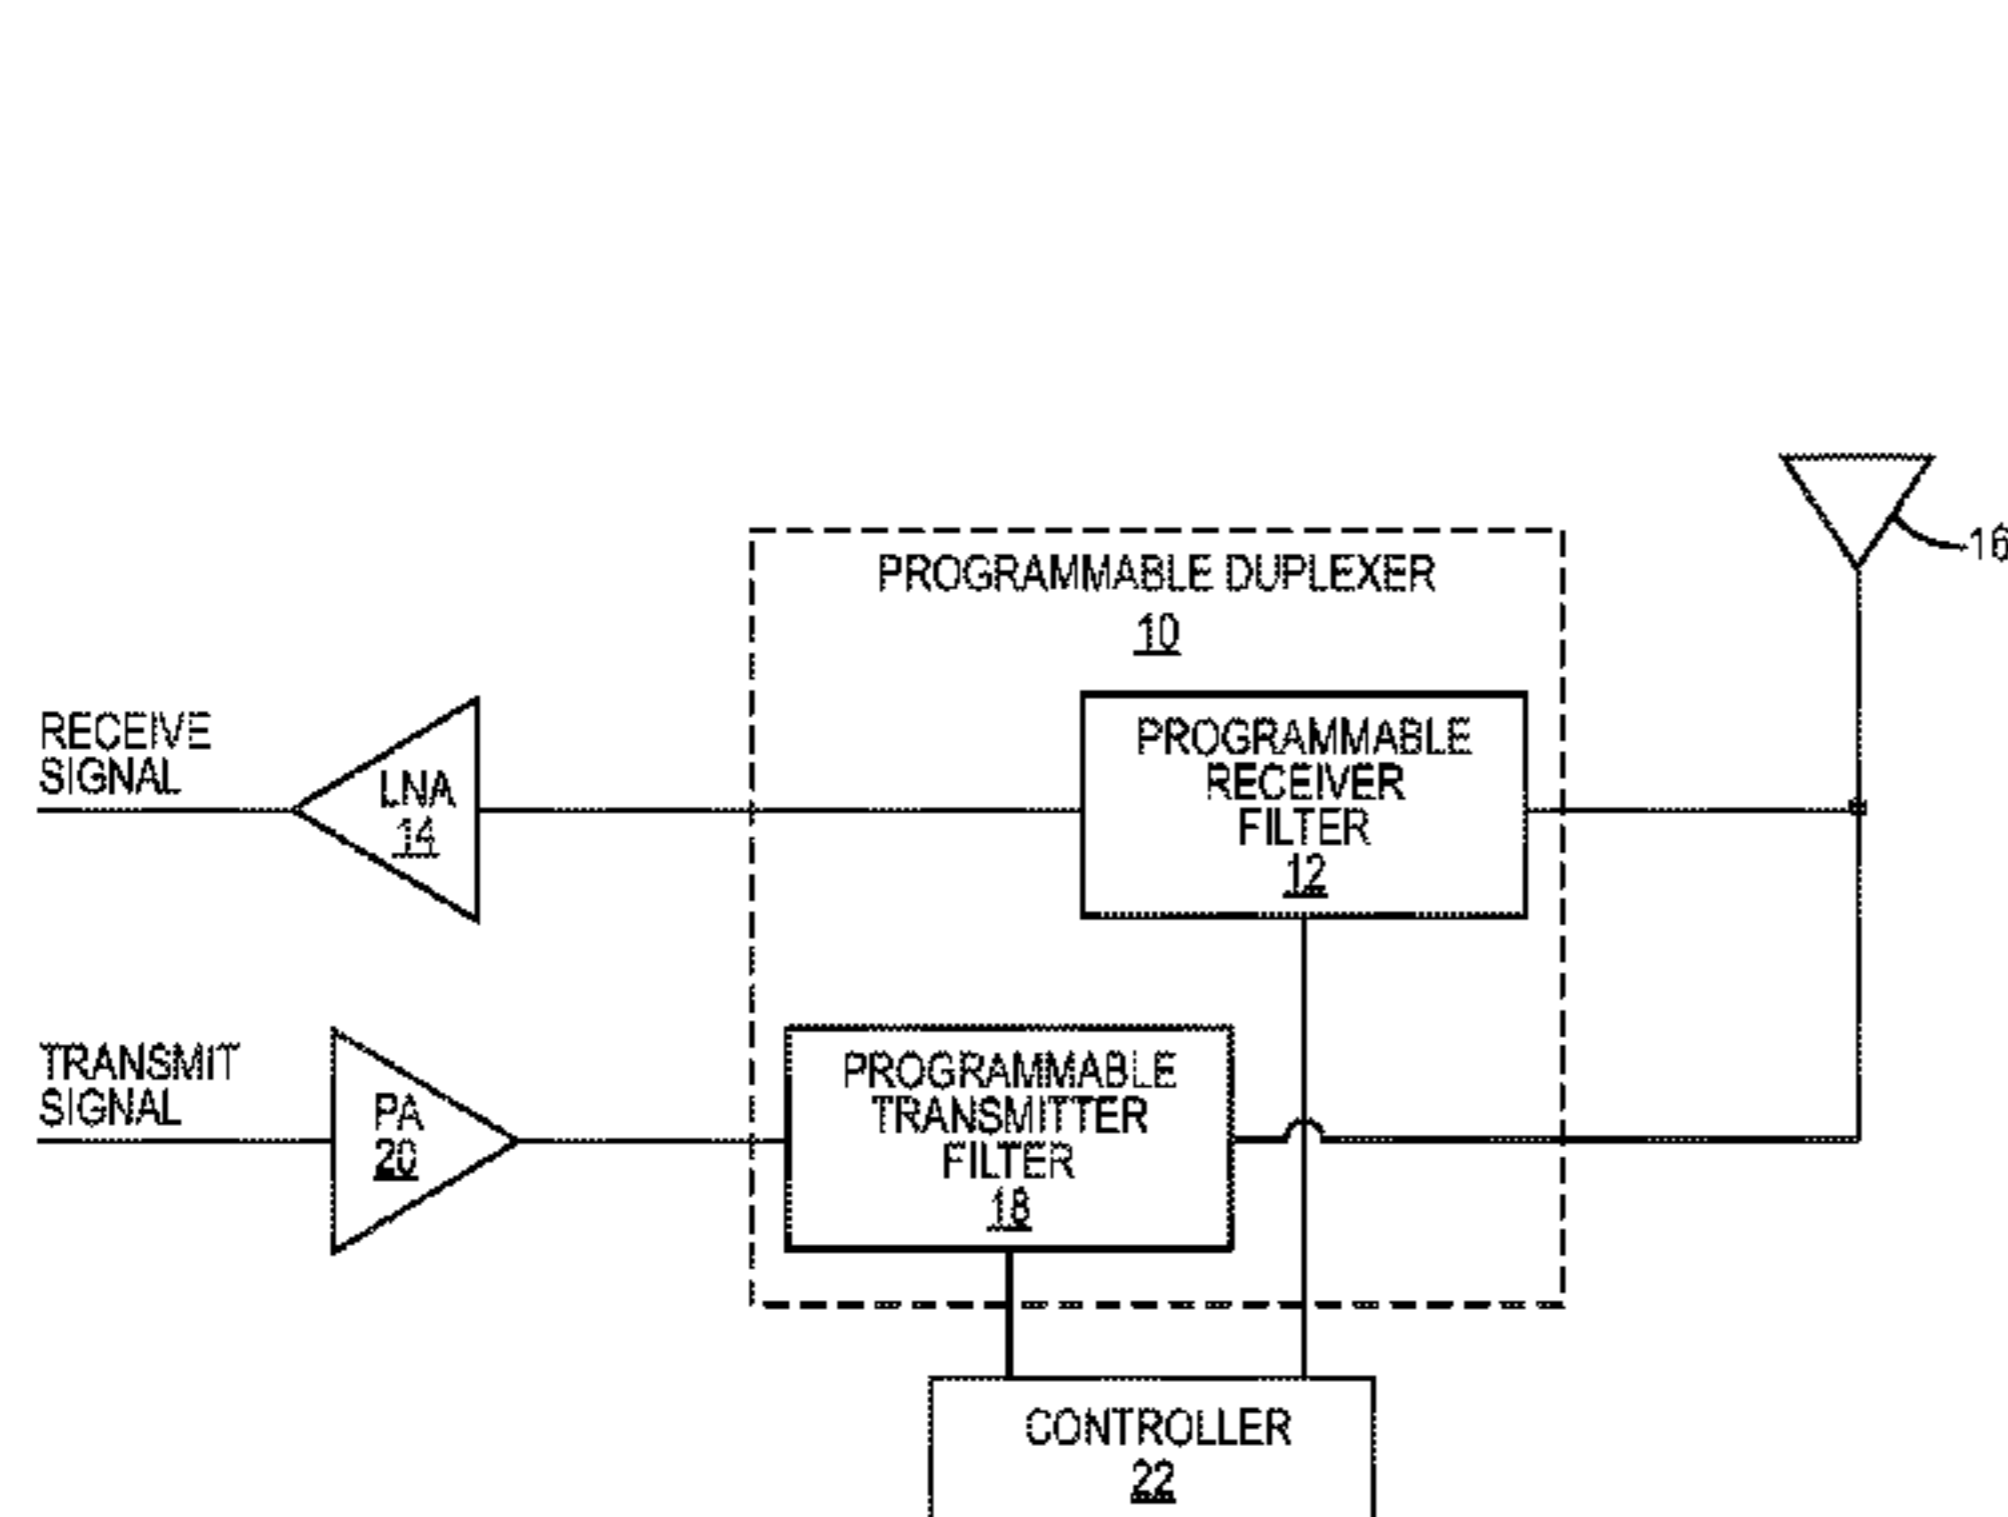 16
PROGRAMMABLE DUPLEXER
10
RECEIVE
SIGNAL
LNA
14
PROGRAMMABLE
RECEIVER
FILTER
12
TRANSMIT
SIGNAL
PA
20
PROGRAMMABLE
TRANSMITTER
FILTER
18
CONTROLLER
22